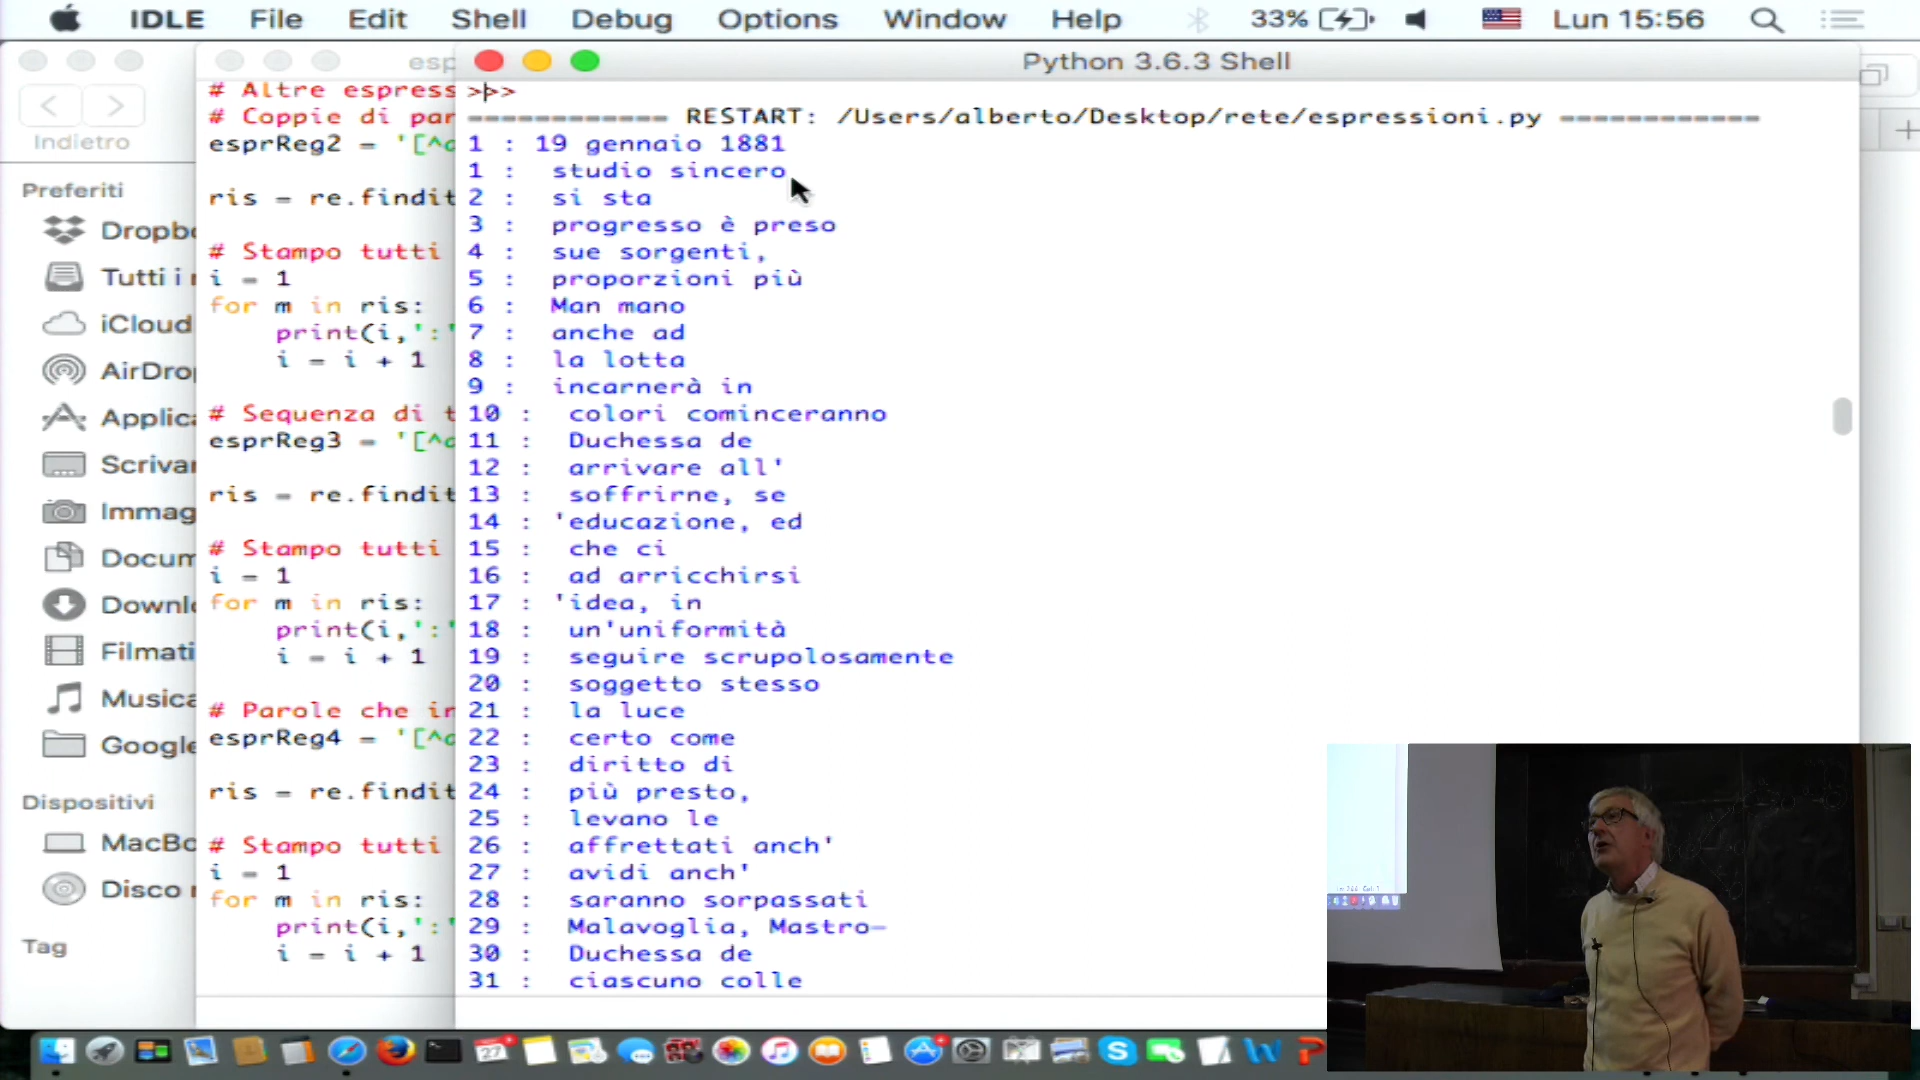 IDLE File Edit Shell Debug Options Window Help 33% Lun 15:56
Python 3.6.3 Shell
Indietro
Preferiti
Tutti i
iCloud
Dispositivi
Tag
# Altre espress
# Coppie di par
esprReg2 = '[^a
ris = re.findit
# Stampo tutti
i = 1
for m in ris:
print(i,':'
i = i + 1
# Sequenza di t
esprReg3 = '[^a
ris = re.findit
# Stampo tutti
i = 1
for m in ris:
print(i,':'
i = i + 1
# Parole che in
esprReg4 = '[^a
ris = re.findit
# Stampo tutti
i = 1
for m in ris:
print(i,':'
i = i + 1
>>>
============ RESTART: /Users/alberto/Desktop/rete/espressioni.py ============
1 : 19 gennaio 1881
1 : studio sincero
2 : si sta
3 : progresso è preso
4 : sue sorgenti,
5 : proporzioni più
6 : Man mano
7 : anche ad
8 : la lotta
9 : incarnerà in
10 : colori cominceranno
11 : Duchessa de
12 : arrivare all'
13 : soffrirne, se
14 : 'educazione, ed
15 : che ci
16 : ad arricchirsi
17 : 'idea, in
18 : un'uniformità
19 : seguire scrupolosamente
20 : soggetto stesso
21 : la luce
22 : certo come
23 : diritto di
24 : più presto,
25 : levano le
26 : affrettati anch'
27 : avidi anch'
28 : saranno sorpassati
29 : Malavoglia, Mastro-
30 : Duchessa de
31 : ciascuno colle